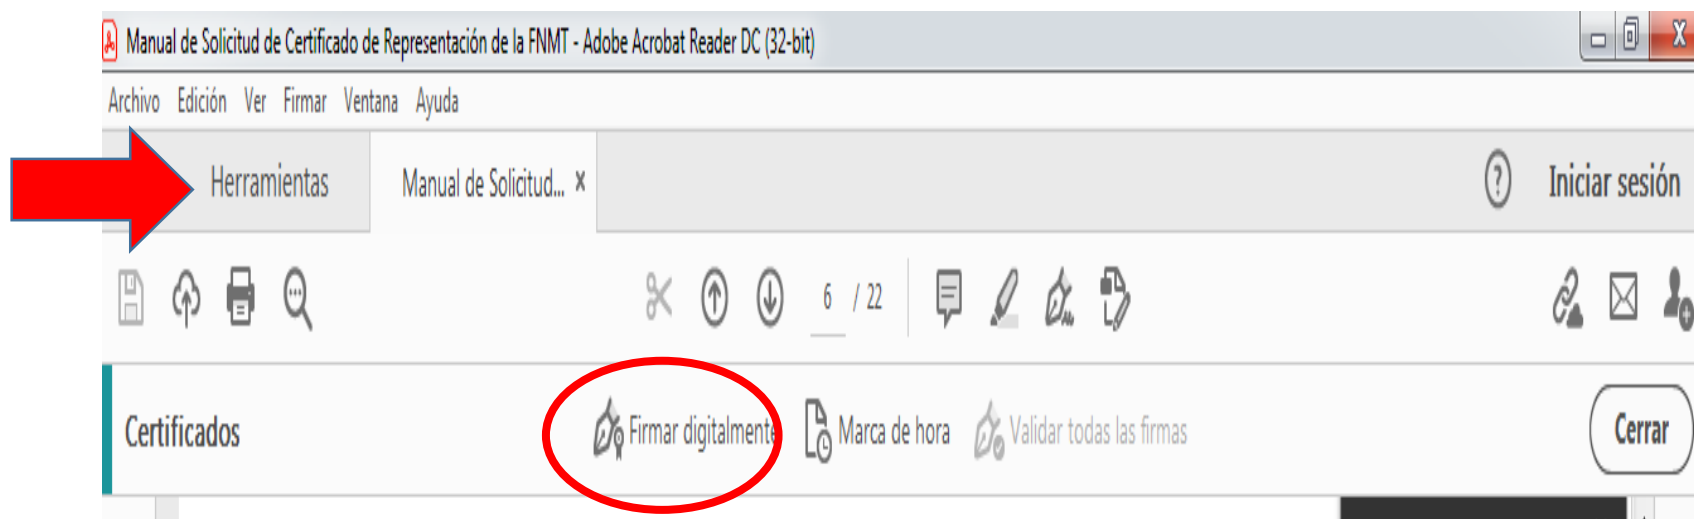 Manual de Solicitud de Certificado de Representación de la FNMT - Adobe Acrobat Reader DC (32-bit)
Archivo Edición Ver Firmar Ventana Ayuda
Herramientas Manual de Solicitud... × ? Iniciar sesión
6 / 22
Certificados Firmar digitalmente Marca de hora Validar todas las firmas Cerrar